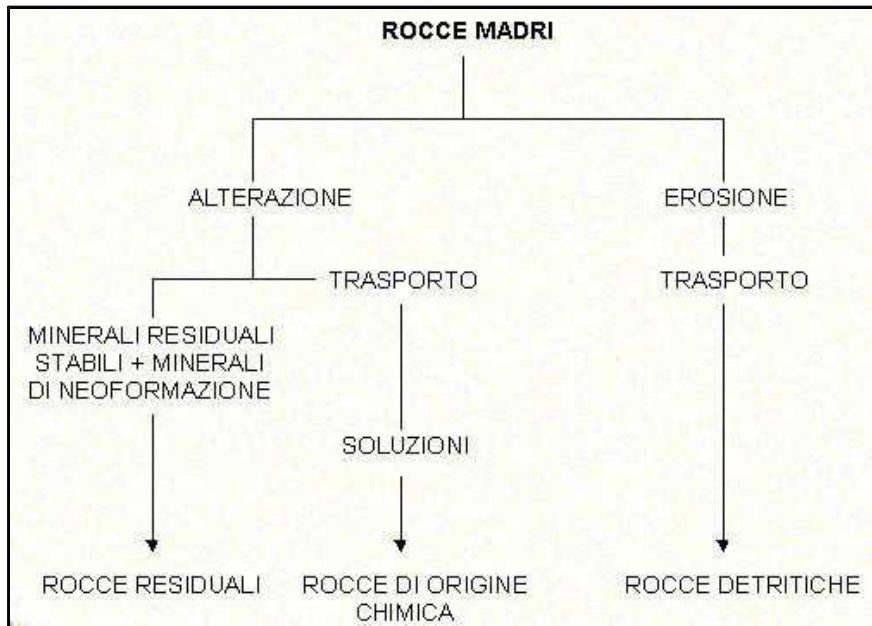 ROCCE MADRI
ALTERAZIONE
EROSIONE
TRASPORTO
TRASPORTO
MINERALI RESIDUALI
STABILI + MINERALI
DI NEOFORMAZIONE
SOLUZIONI
ROCCE RESIDUALI
ROCCE DI ORIGINE
CHIMICA
ROCCE DETRITICHE